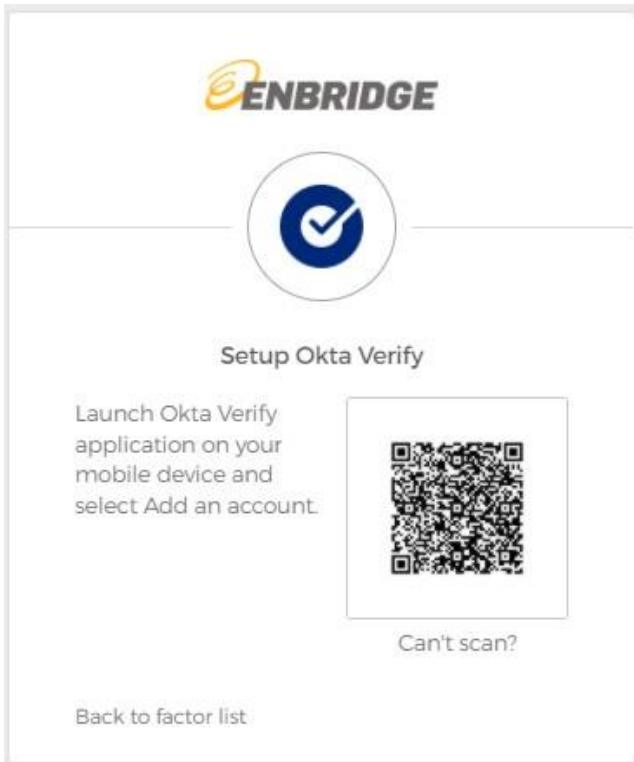 ENBRIDGE
Setup Okta Verify
Launch Okta Verify
application on your
mobile device and
select Add an account.
Can't scan?
Back to factor list